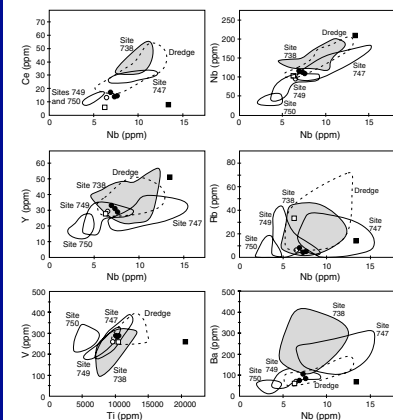 Ce (ppm)
60
50
40
30
20
10
0
Site
738
Dredge
Site
747
Sites 749
and 750
0
5
10
15
Nb (ppm)
250
200
150
100
50
0
Site
738
Dredge
Site 747
Site
749
Site
750
0
5
10
15
Nb (ppm)
Y (ppm)
60
50
40
30
20
10
Dredge
Site 738
Site 749
Site 747
Site 750
0
5
10
15
Nb (ppm)
Rb (ppm)
80
60
40
20
0
Site
738
Dredge
Site
749
Site
747
Site
750
0
5
10
15
Nb (ppm)
V (ppm)
500
400
300
200
100
0
Site
747
Site
750
Dredge
Site
749
Site
738
0
5000
10000
15000
20000
Ti (ppm)
Ba (ppm)
500
400
300
200
100
0
Site
738
Site
747
Site
749
Site
750
Dredge
0
5
10
15
Nb (ppm)